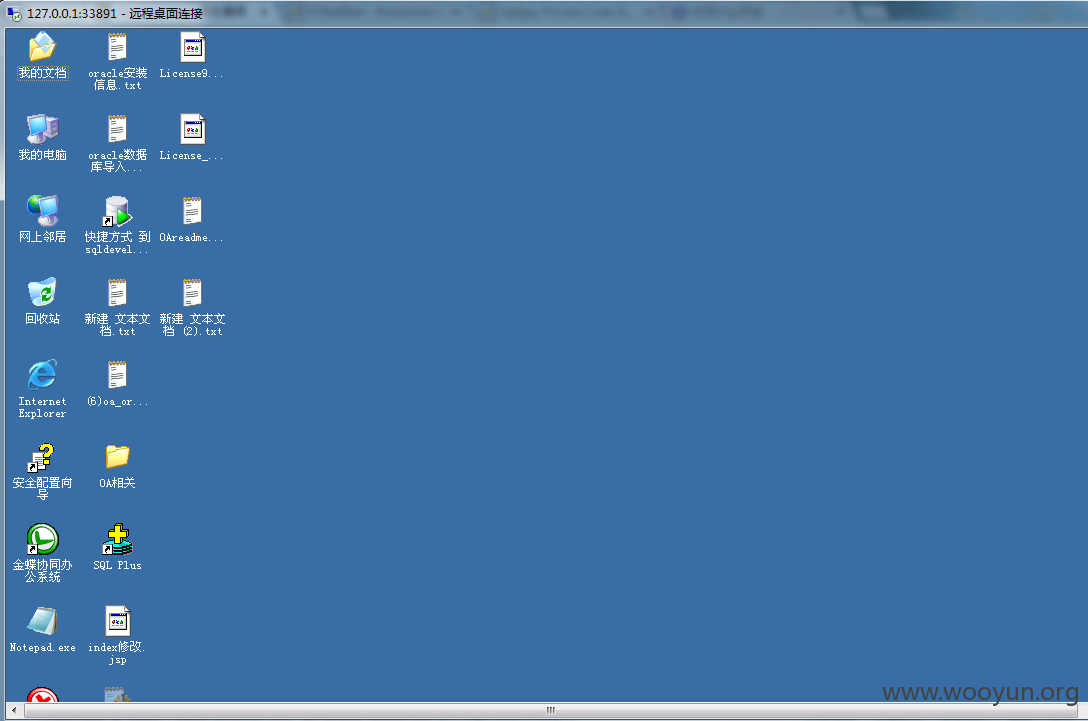 127.0.0.1:33891 - 远程桌面连接
我的文档
oracle安装
信息.txt
License9...
我的电脑
oracle数据
库导入...
License_...
网上邻居
快捷方式 到
sqldevel...
OAreadme...
回收站
新建 文本文
档.txt
新建 文本文
档 (2).txt
Internet
Explorer
(6)oa_or...
安全配置向
导
OA相关
金蝶协同办
公系统
SQL Plus
Notepad.exe
index修改.
jsp
www.wooyun.org